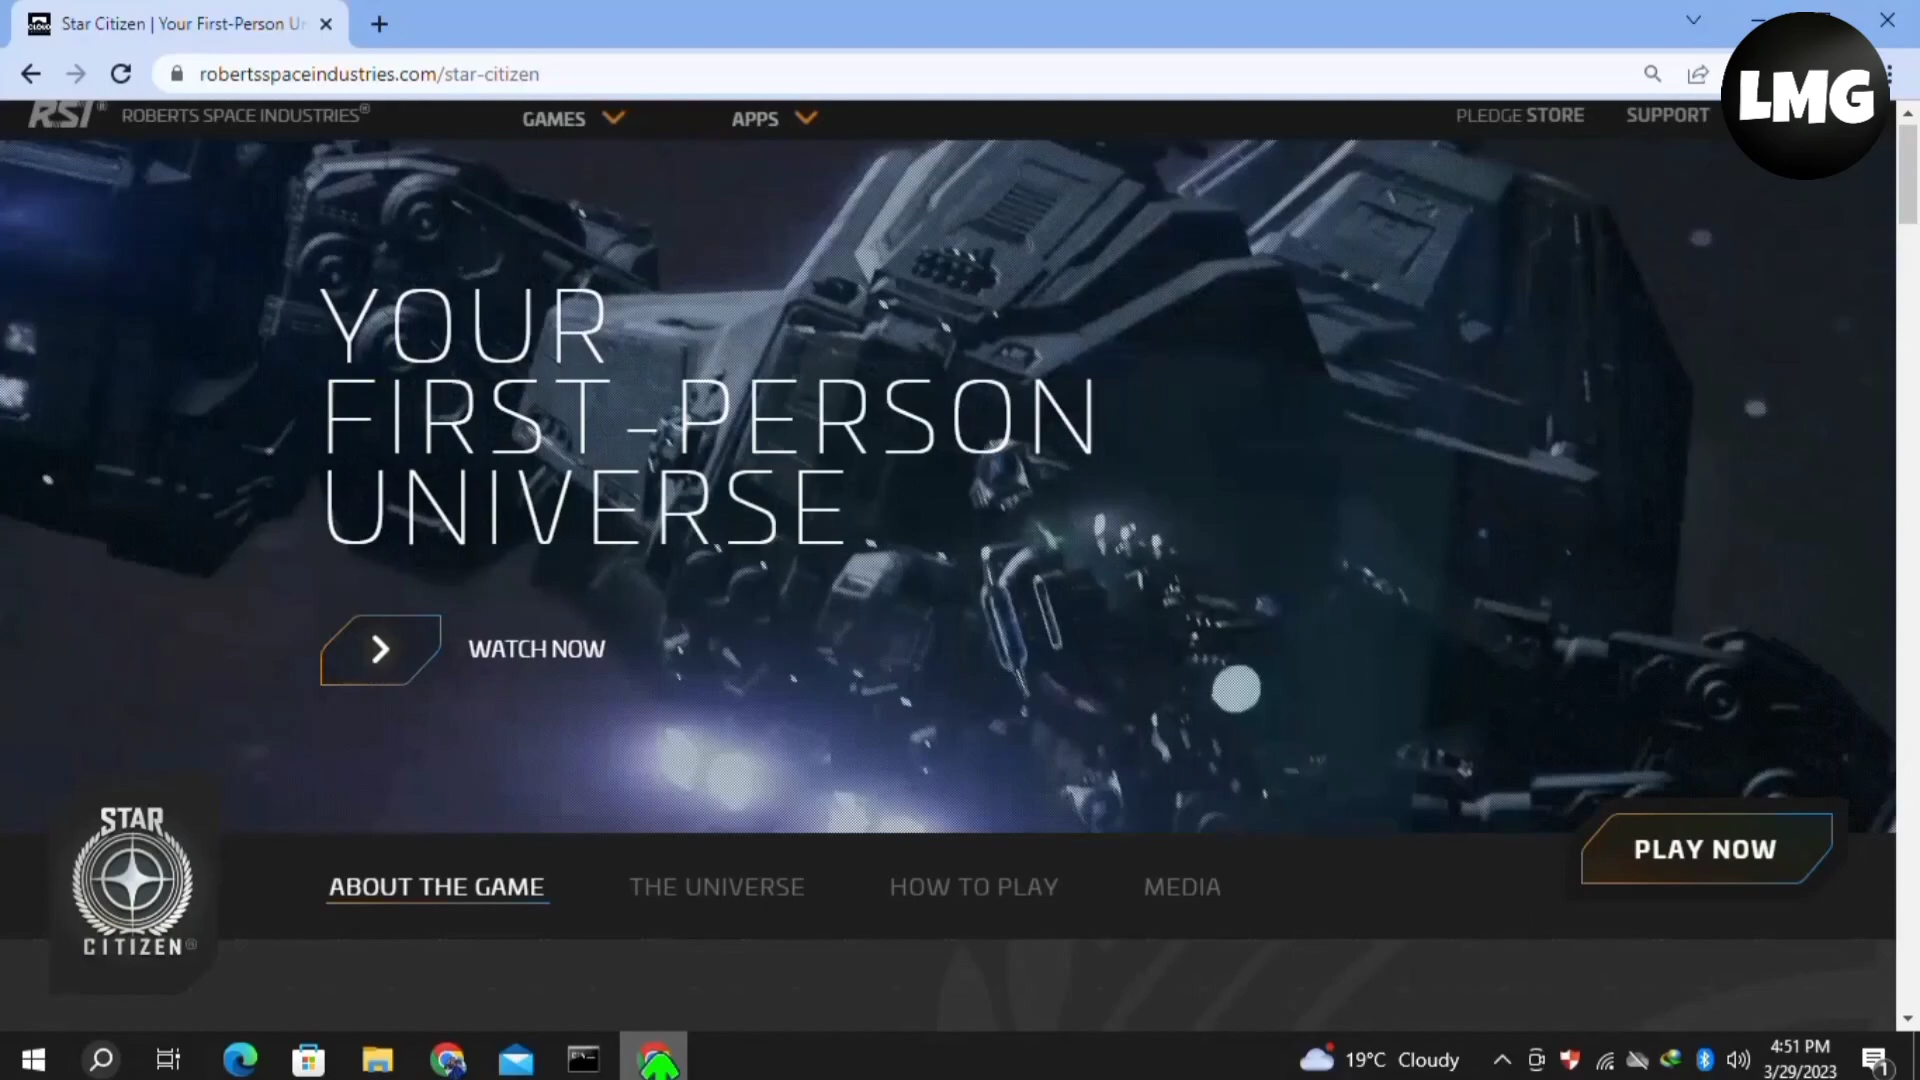 Star Citizen | Your First-Person Un
robertsspaceindustries.com/star-citizen
LMG
RSI® ROBERTS SPACE INDUSTRIES® GAMES APPS PLEDGE STORE SUPPORT
YOUR
FIRST-PERSON
UNIVERSE
WATCH NOW
PLAY NOW
STAR
CITIZEN®
ABOUT THE GAME THE UNIVERSE HOW TO PLAY MEDIA
19°C Cloudy
4:51 PM
3/29/2023
1